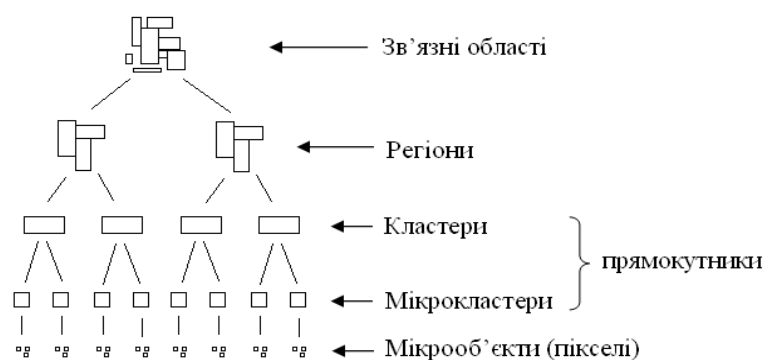 Зв’язні області
Регіони
Кластери
прямокутники
Мікрокластери
Мікрооб’єкти (пікселі)